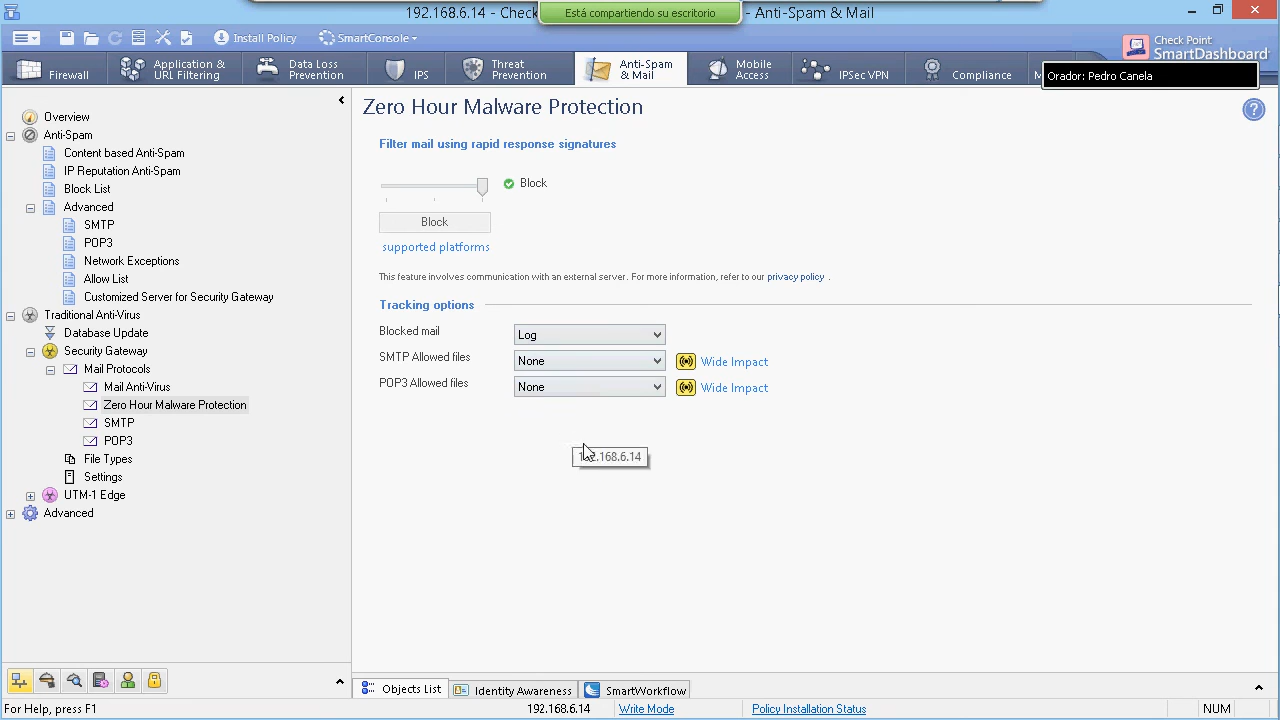 192.168.6.14 - Check
Está compartiendo su escritorio
- Anti-Spam & Mail
Install Policy
SmartConsole
Check Point
SmartDashboard
Firewall
Application &
URL Filtering
Data Loss
Prevention
IPS
Threat
Prevention
Anti-Spam
& Mail
Mobile
Access
IPSec VPN
Compliance
M
Orador: Pedro Canela
Overview
Anti-Spam
Content based Anti-Spam
IP Reputation Anti-Spam
Block List
Advanced
SMTP
POP3
Network Exceptions
Allow List
Customized Server for Security Gateway
Traditional Anti-Virus
Database Update
Security Gateway
Mail Protocols
Mail Anti-Virus
Zero Hour Malware Protection
SMTP
POP3
File Types
Settings
UTM-1 Edge
Advanced
Zero Hour Malware Protection
Filter mail using rapid response signatures
Block
Block
supported platforms
This feature involves communication with an external server. For more information, refer to our privacy policy .
Tracking options
Blocked mail Log
SMTP Allowed files None Wide Impact
POP3 Allowed files None Wide Impact
.168.6.14
Objects List
Identity Awareness
SmartWorkflow
For Help, press F1
192.168.6.14
Write Mode
Policy Installation Status
NUM